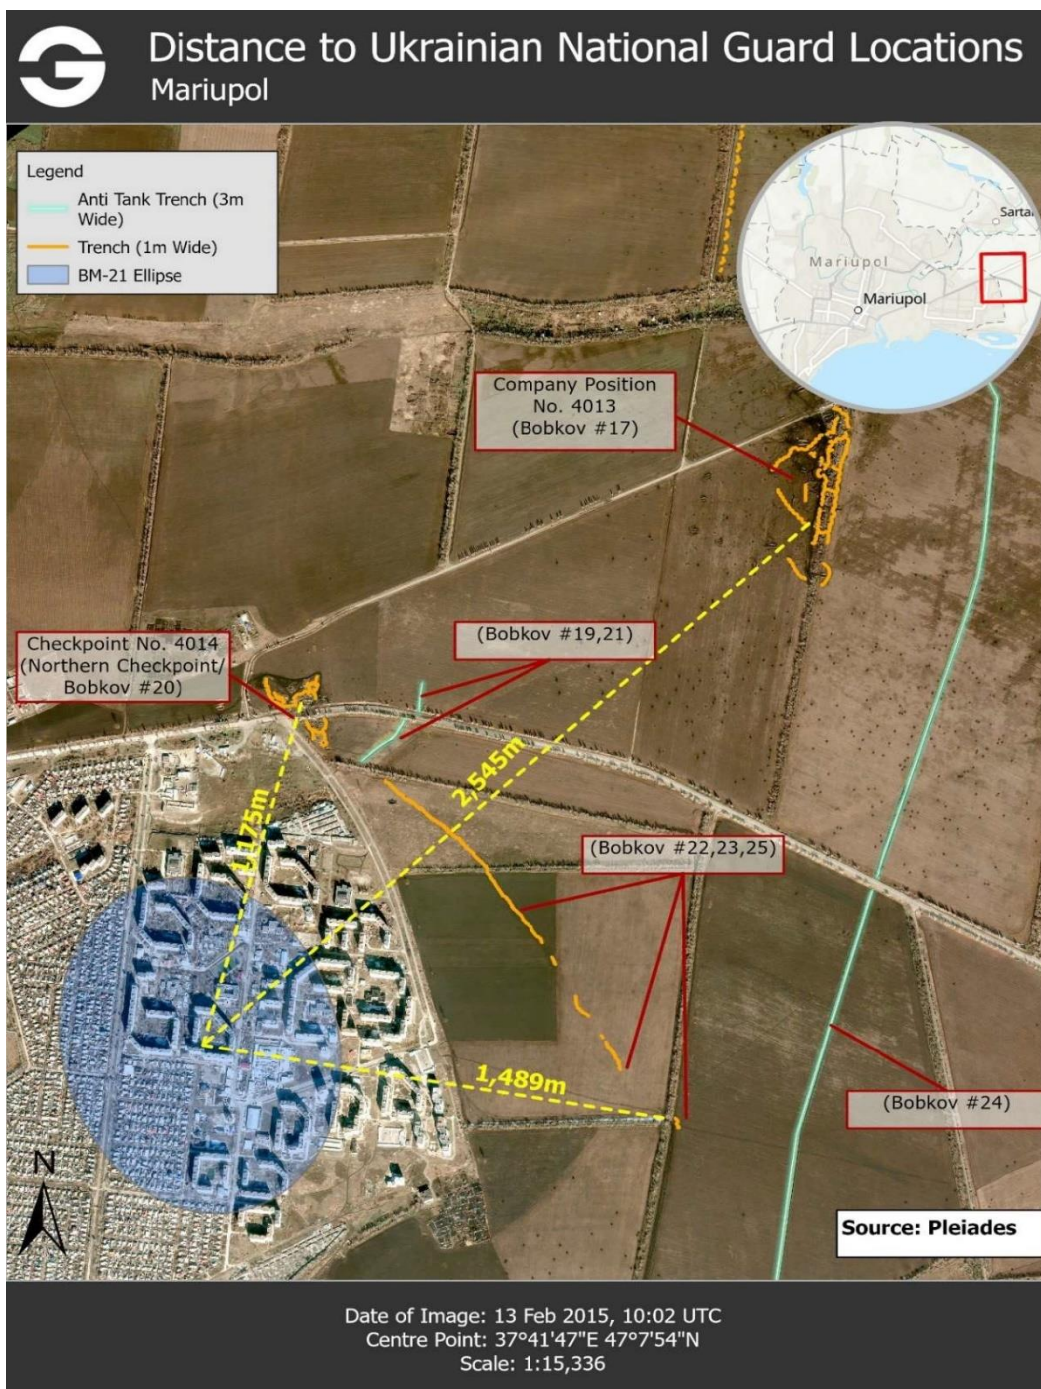 Distance to Ukrainian National Guard Locations
Mariupol
Legend
Anti Tank Trench (3m
Wide)
Trench (1m Wide)
BM-21 Ellipse
Sartan
Mariupol
Mariupol
Company Position
No. 4013
(Bobkov #17)
Checkpoint No. 4014
(Northern Checkpoint/
Bobkov #20)
(Bobkov #19,21)
2,545m
1,175m
(Bobkov #22,23,25)
1,489m
(Bobkov #24)
N
Source: Pleiades
Date of Image: 13 Feb 2015, 10:02 UTC
Centre Point: 37°41'47"E 47°7'54"N
Scale: 1:15,336